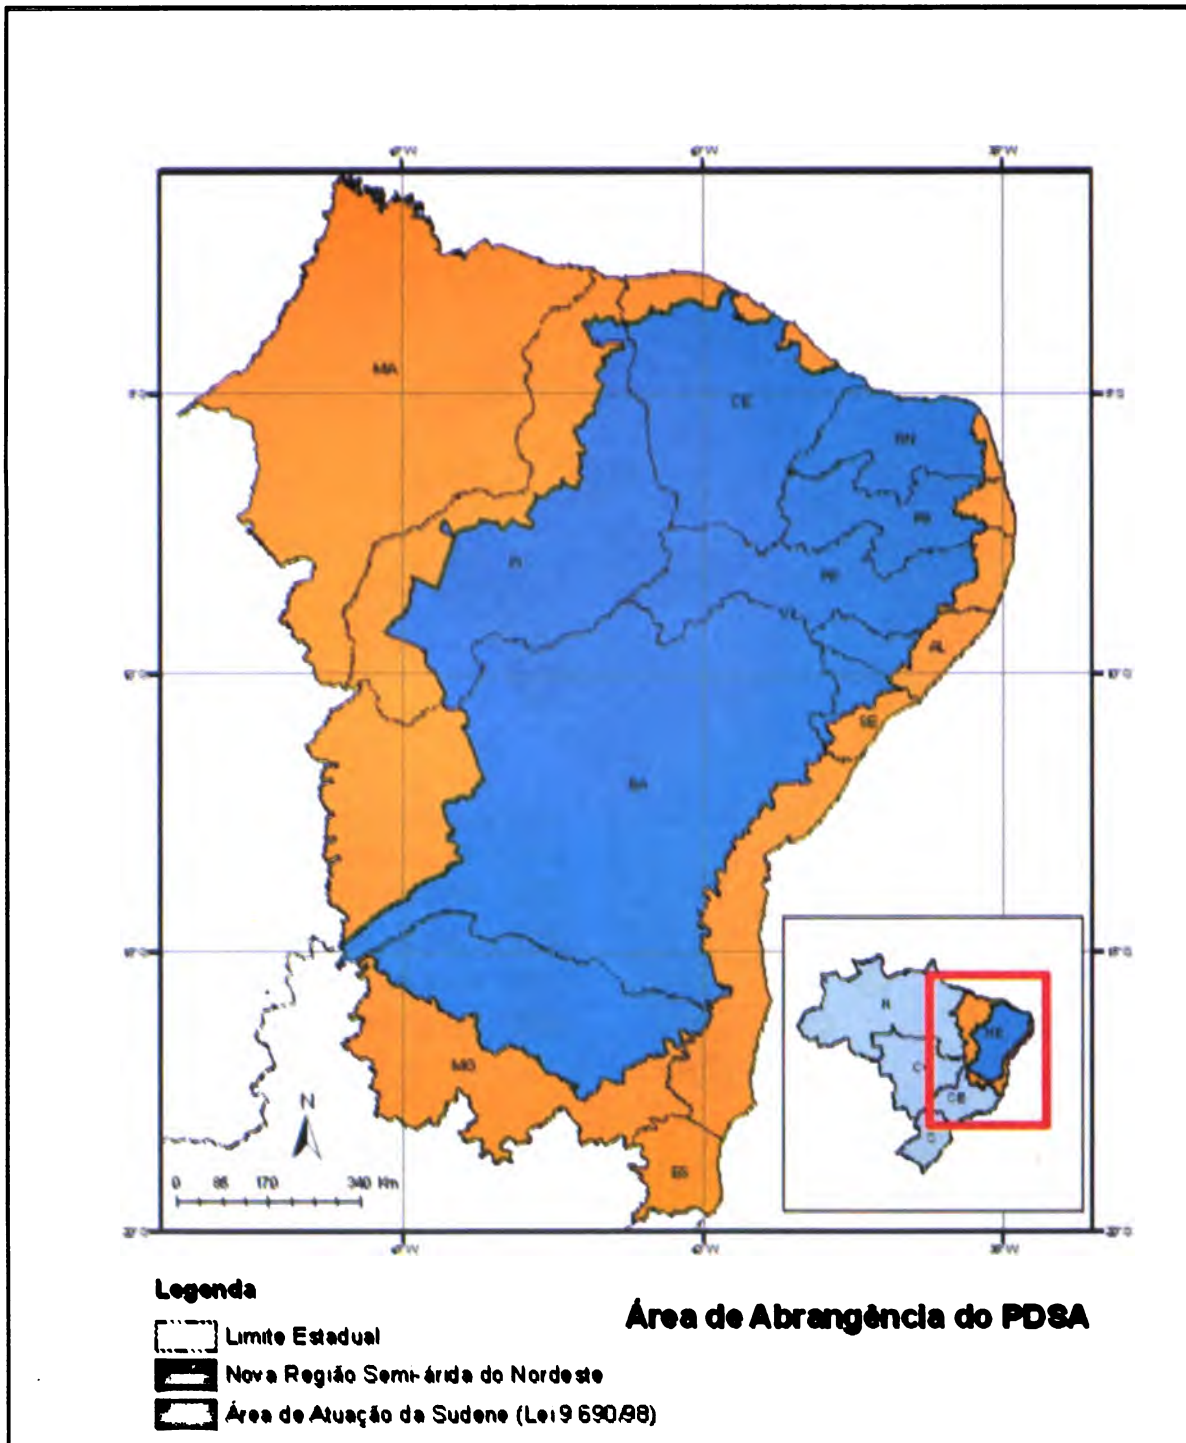 MA
CE
RN
PI
PE
AL
SE
BA
MG
ES
N
0 85 170 340 Km
N
NE
S
Legenda
Limite Estadual
Nova Região Semi-árida do Nordeste
Área de Atuação da Sudene (Lei 9 690/98)
Área de Abrangência do PDSA